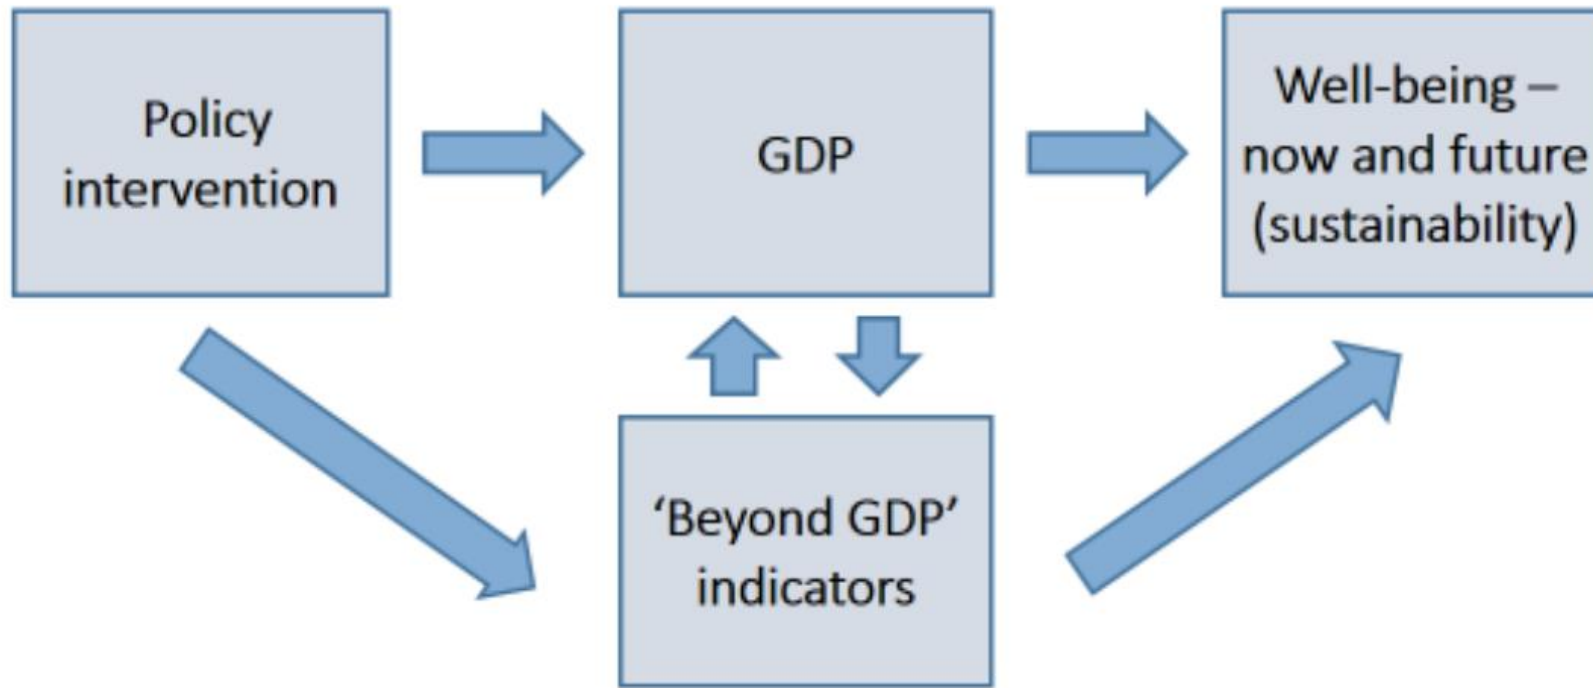 Policy
intervention
GDP
Well-being –
now and future
(sustainability)
‘Beyond GDP’
indicators